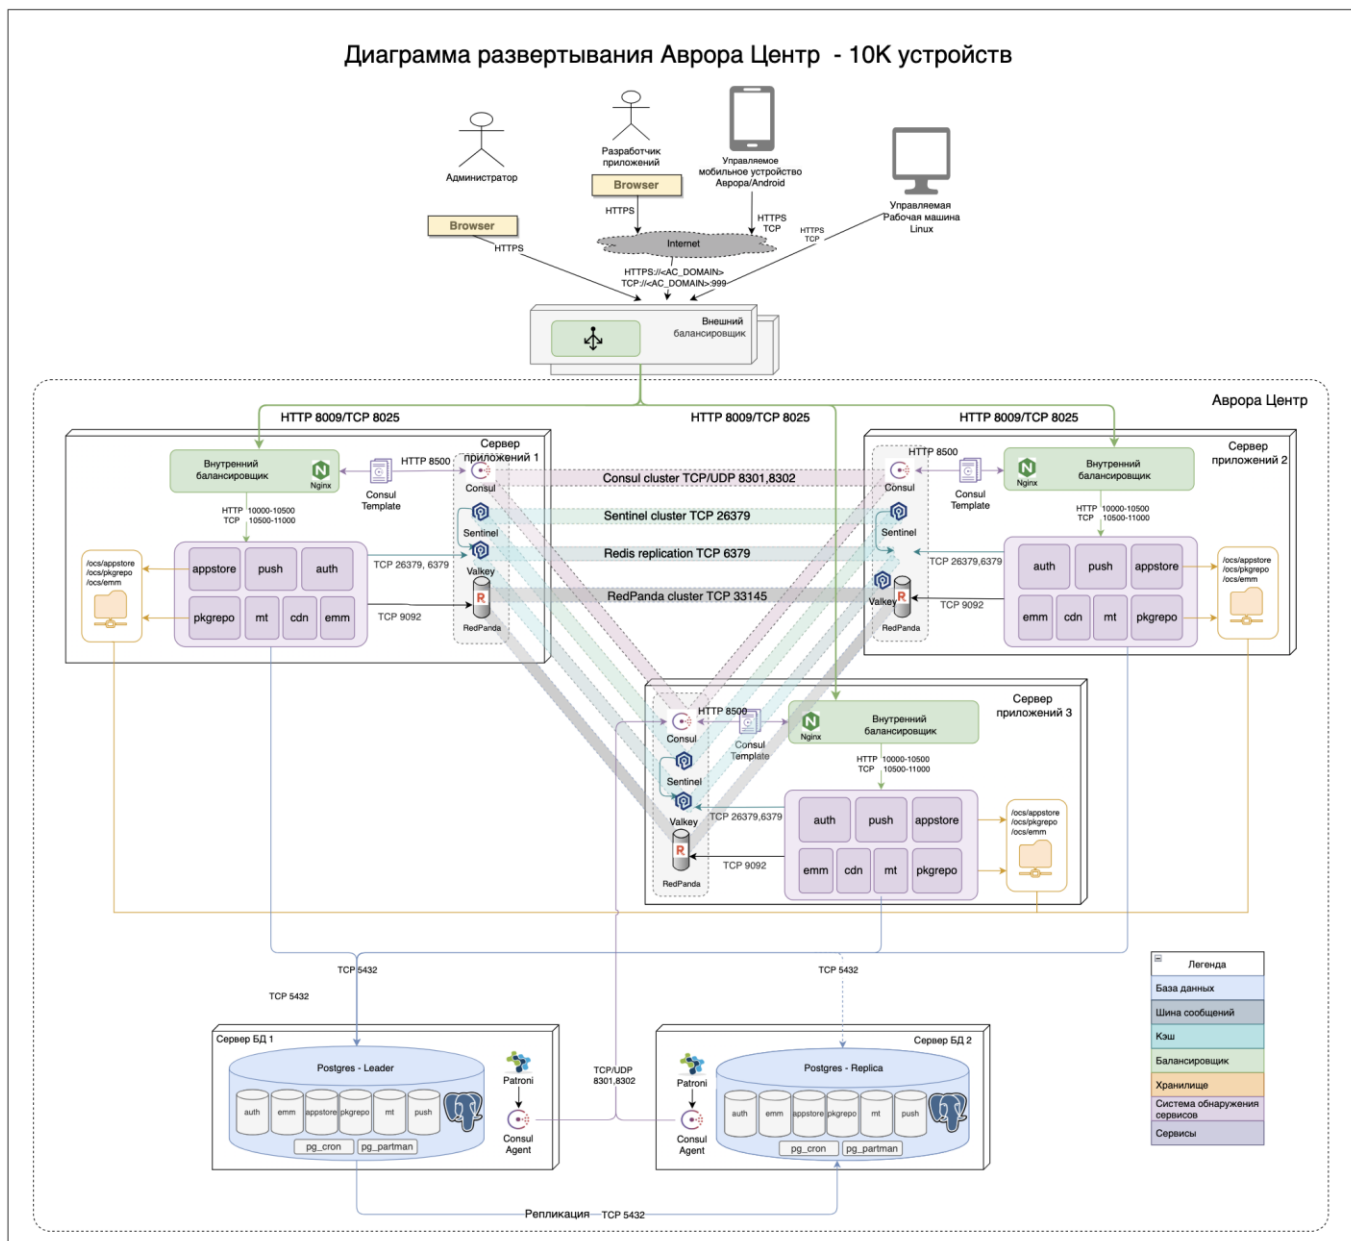 Диаграмма развертывания Аврора Центр - 10K устройств
Администратор
Разработчик
приложений
Управляемое
мобильное устройство
Аврора/Android
Управляемая
Рабочая машина
Linux
Browser
Browser
HTTPS
HTTPS
HTTPS
TCP
HTTPS
TCP
Internet
HTTPS://<AC_DOMAIN>
TCP://<AC_DOMAIN>:999
Внешний
балансировщик
Аврора Центр
HTTP 8009/TCP 8025
HTTP 8009/TCP 8025
HTTP 8009/TCP 8025
Сервер
приложений 1
Внутренний
балансировщик
Nginx
HTTP 8500
Consul
Template
Consul
HTTP 10000-10500
TCP 10500-11000
Sentinel
Valkey
TCP 26379, 6379
RedPanda
TCP 9092
/ocs/appstore
/ocs/pkgrepo
/ocs/emm
appstore
push
auth
pkgrepo
mt
cdn
emm
Consul cluster TCP/UDP 8301,8302
Sentinel cluster TCP 26379
Redis replication TCP 6379
RedPanda cluster TCP 33145
Сервер
приложений 2
HTTP 8500
Consul
Consul
Template
Nginx
Внутренний
балансировщик
HTTP 10000-10500
TCP 10500-11000
Sentinel
TCP 26379,6379
Valkey
RedPanda
TCP 9092
auth
push
appstore
emm
cdn
mt
pkgrepo
/ocs/appstore
/ocs/pkgrepo
/ocs/emm
Сервер
приложений 3
HTTP 8500
Consul
Consul
Template
Nginx
Внутренний
балансировщик
HTTP 10000-10500
TCP 10500-11000
Sentinel
Valkey
TCP 26379,6379
RedPanda
TCP 9092
auth
push
appstore
emm
cdn
mt
pkgrepo
/ocs/appstore
/ocs/pkgrepo
/ocs/emm
TCP 5432
TCP 5432
TCP 5432
Сервер БД 1
Postgres - Leader
auth
emm
appstore
pkgrepo
mt
push
pg_cron
pg_partman
Patroni
Consul
Agent
TCP/UDP
8301,8302
Сервер БД 2
Postgres - Replica
Patroni
Consul
Agent
auth
emm
appstore
pkgrepo
mt
push
pg_cron
pg_partman
Репликация
TCP 5432
Легенда
База данных
Шина сообщений
Кэш
Балансировщик
Хранилище
Система обнаружения
сервисов
Сервисы